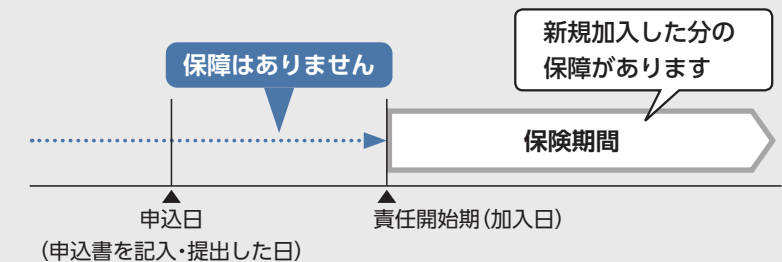 新規加入した分の
保障があります
保障はありません
保険期間
申込日
(申込書を記入・提出した日)
責任開始期(加入日)